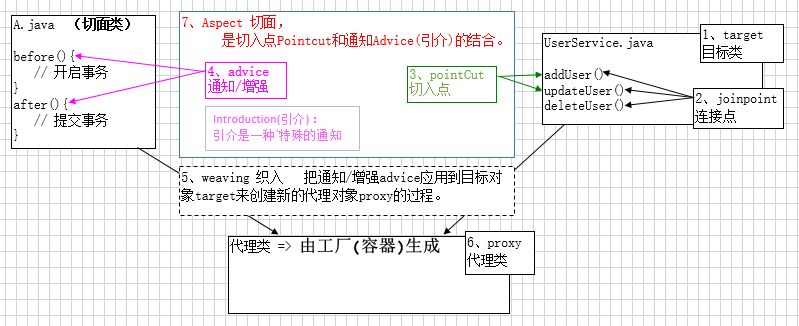 A.java （切面类）
before(){
// 开启事务
}
after(){
// 提交事务
}
7、Aspect 切面，
是切入点Pointcut和通知Advice(引介)的结合。
4、advice
通知/增强
3、pointCut
切入点
Introduction(引介)：
引介是一种`特殊的通知
1、target
目标类
UserService.java
addUser()
updateUser()
deleteUser()
2、joinpoint
连接点
5、weaving 织入 把通知/增强advice应用到目标对
象target来创建新的代理对象proxy的过程。
代理类 => 由工厂(容器)生成
6、proxy
代理类